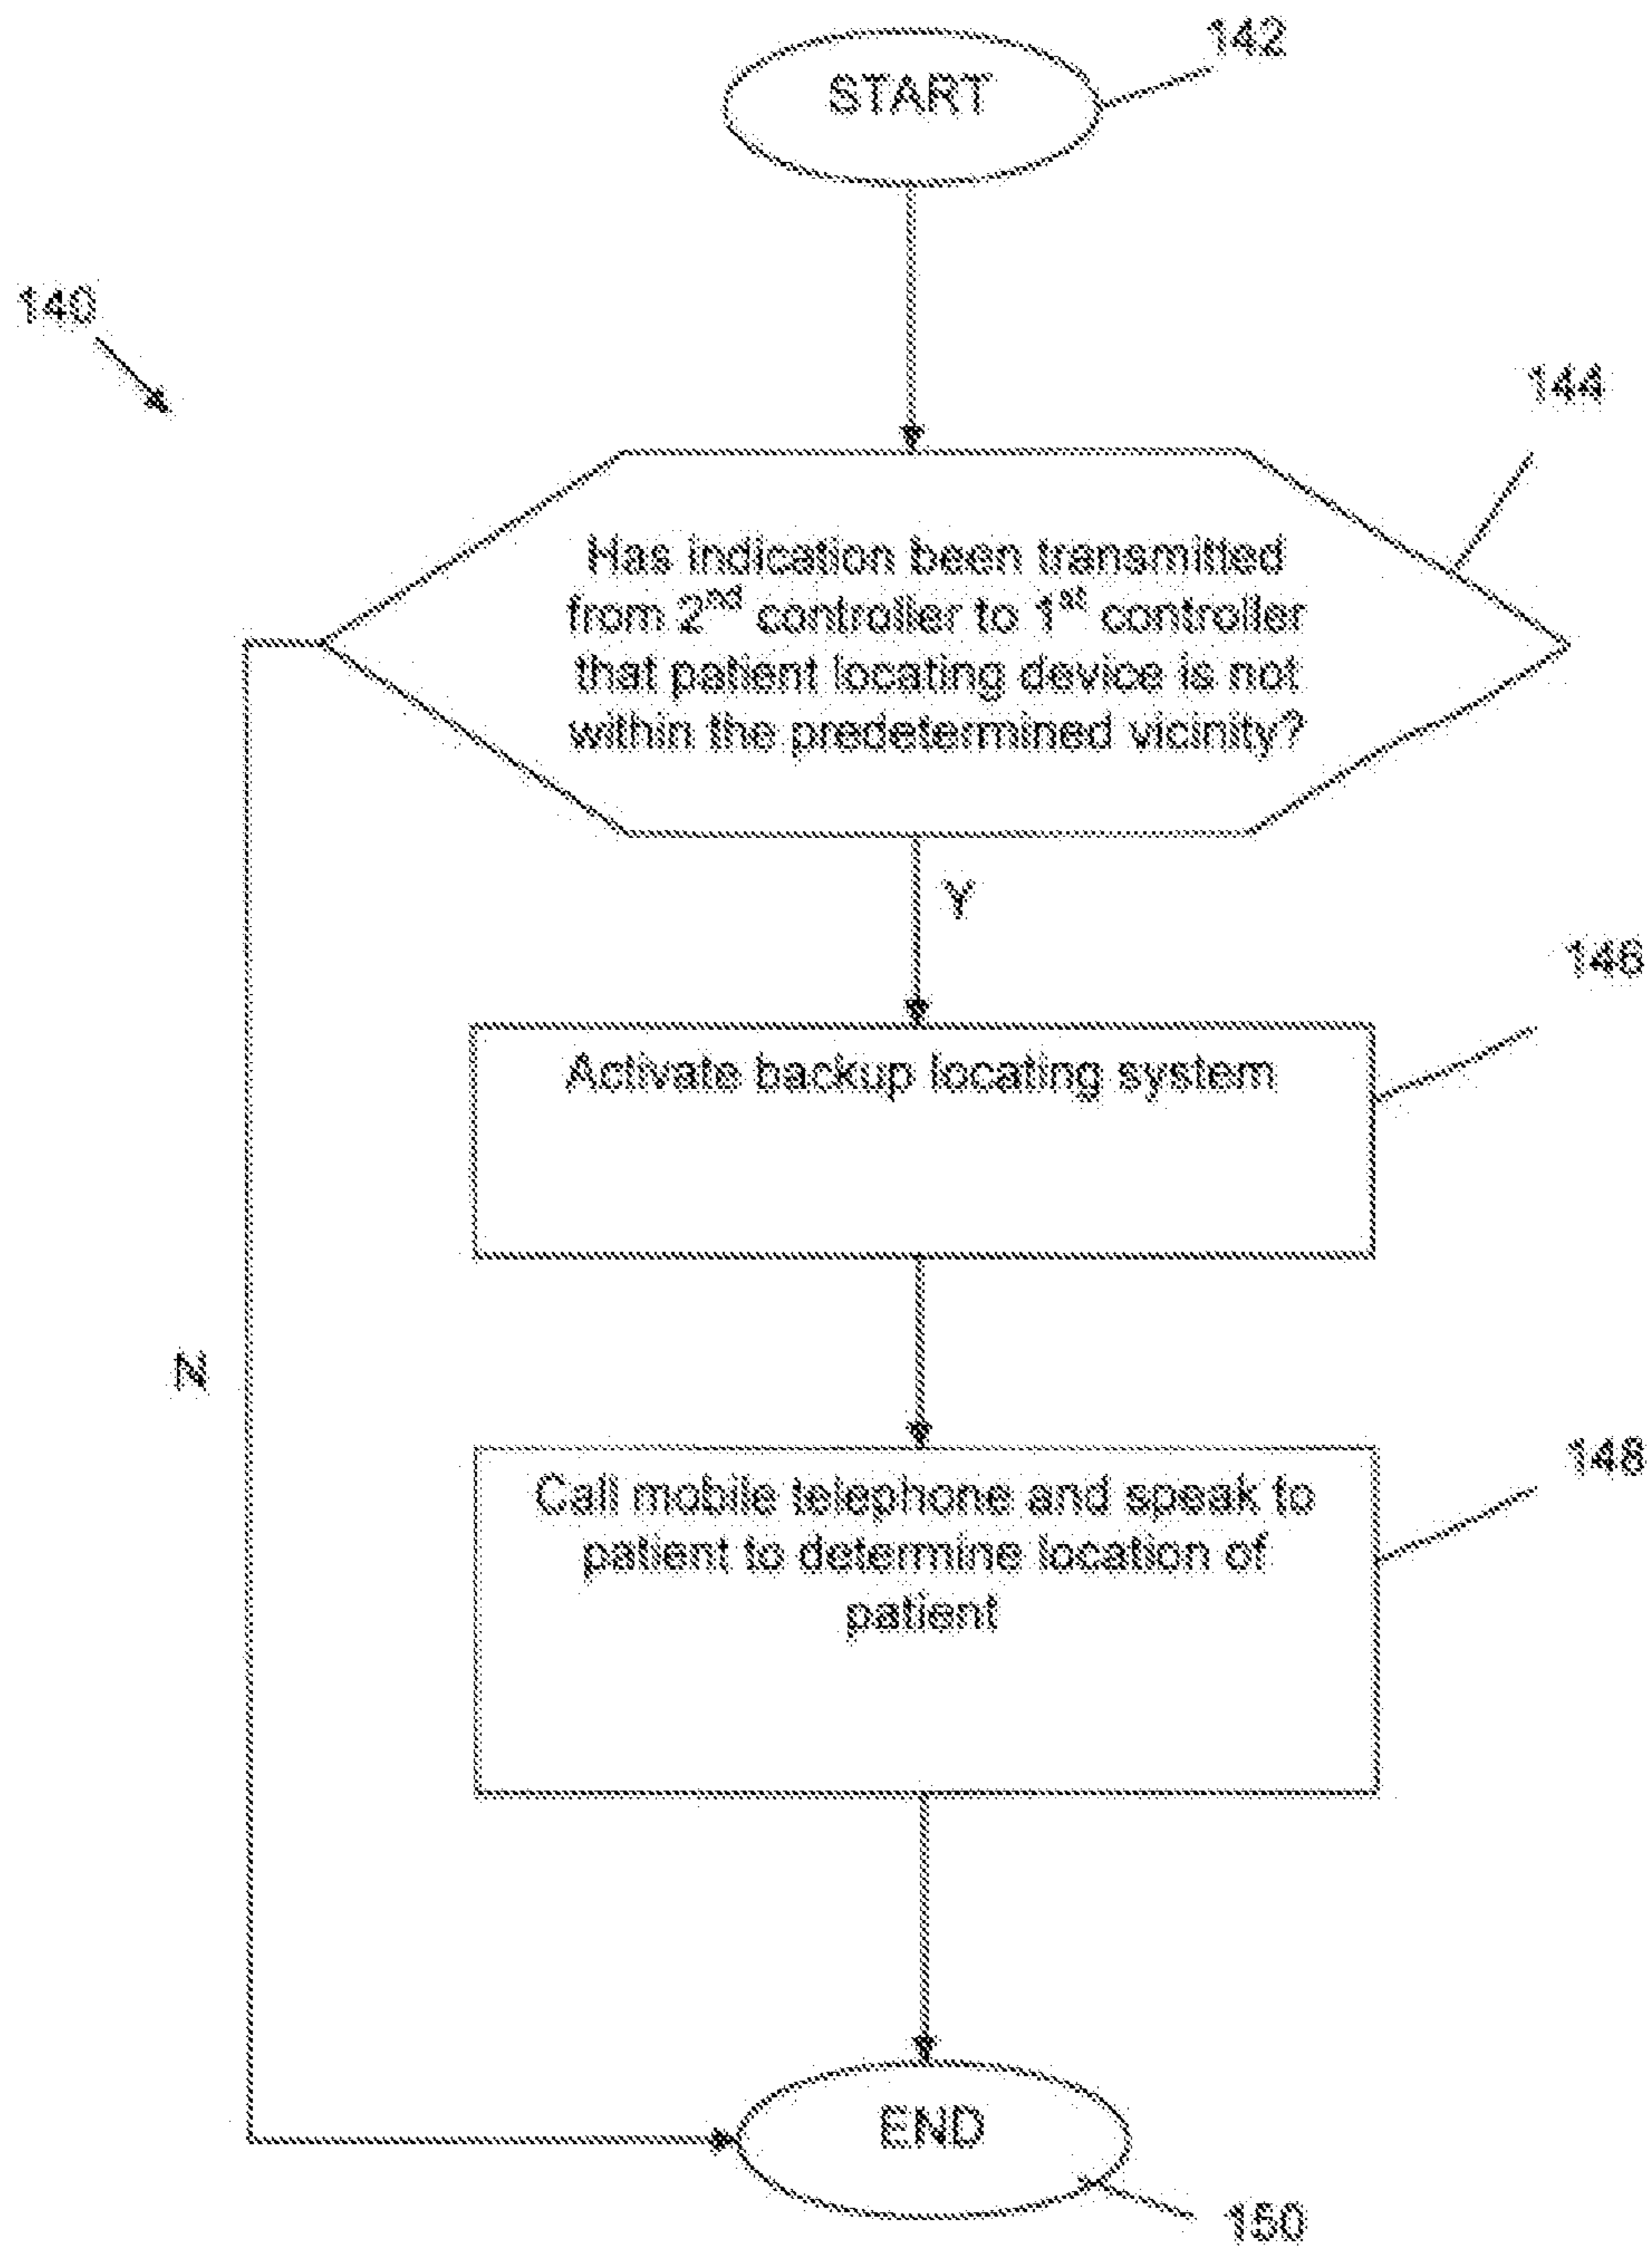 142
START
140
144
Has indication been transmitted
from 2nd controller to 1st controller
that patient locating device is not
within the predetermined vicinity?
Y
146
Activate backup locating system
N
148
Call mobile telephone and speak to
patient to determine location of
patient
END
150